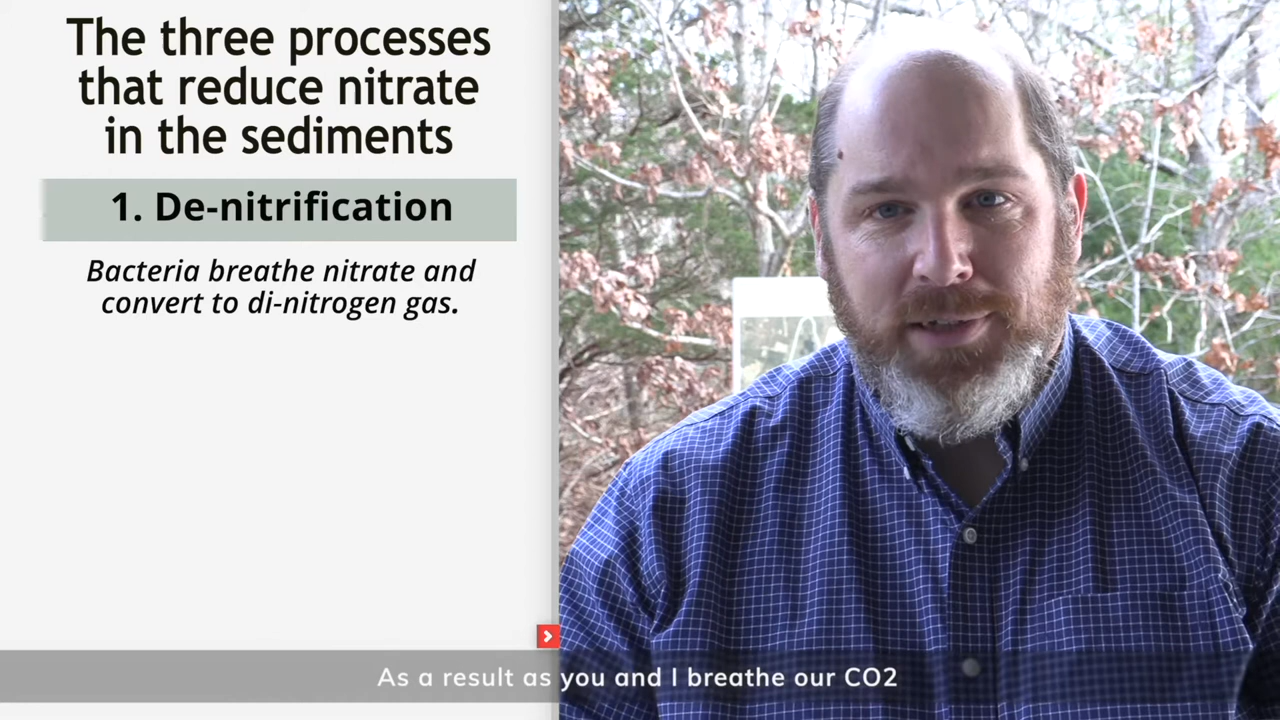 The three processes
that reduce nitrate
in the sediments
1. De-nitrification
Bacteria breathe nitrate and
convert to di-nitrogen gas.
As a result as you and I breathe our CO2